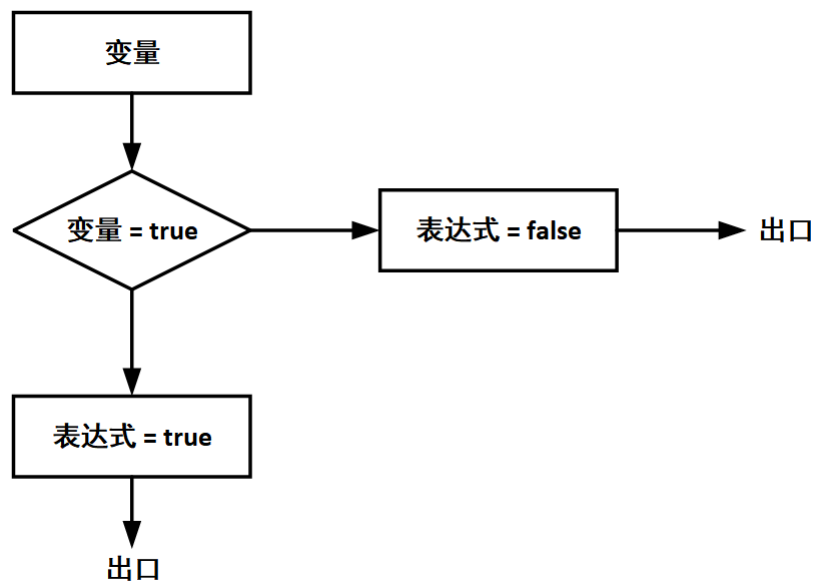 变量
变量 = true
表达式 = false
出口
表达式 = true
出口